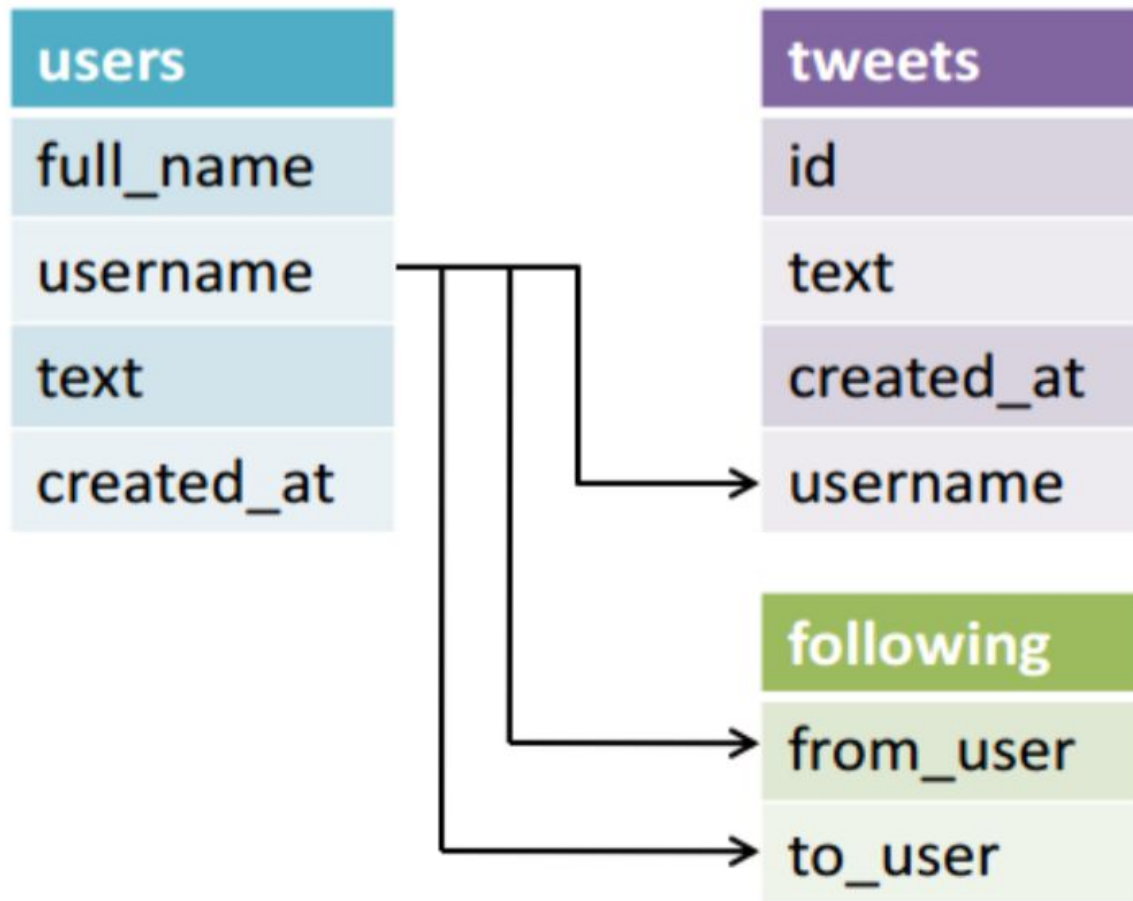 users
full_name
username
text
created_at
tweets
id
text
created_at
username
following
from_user
to_user